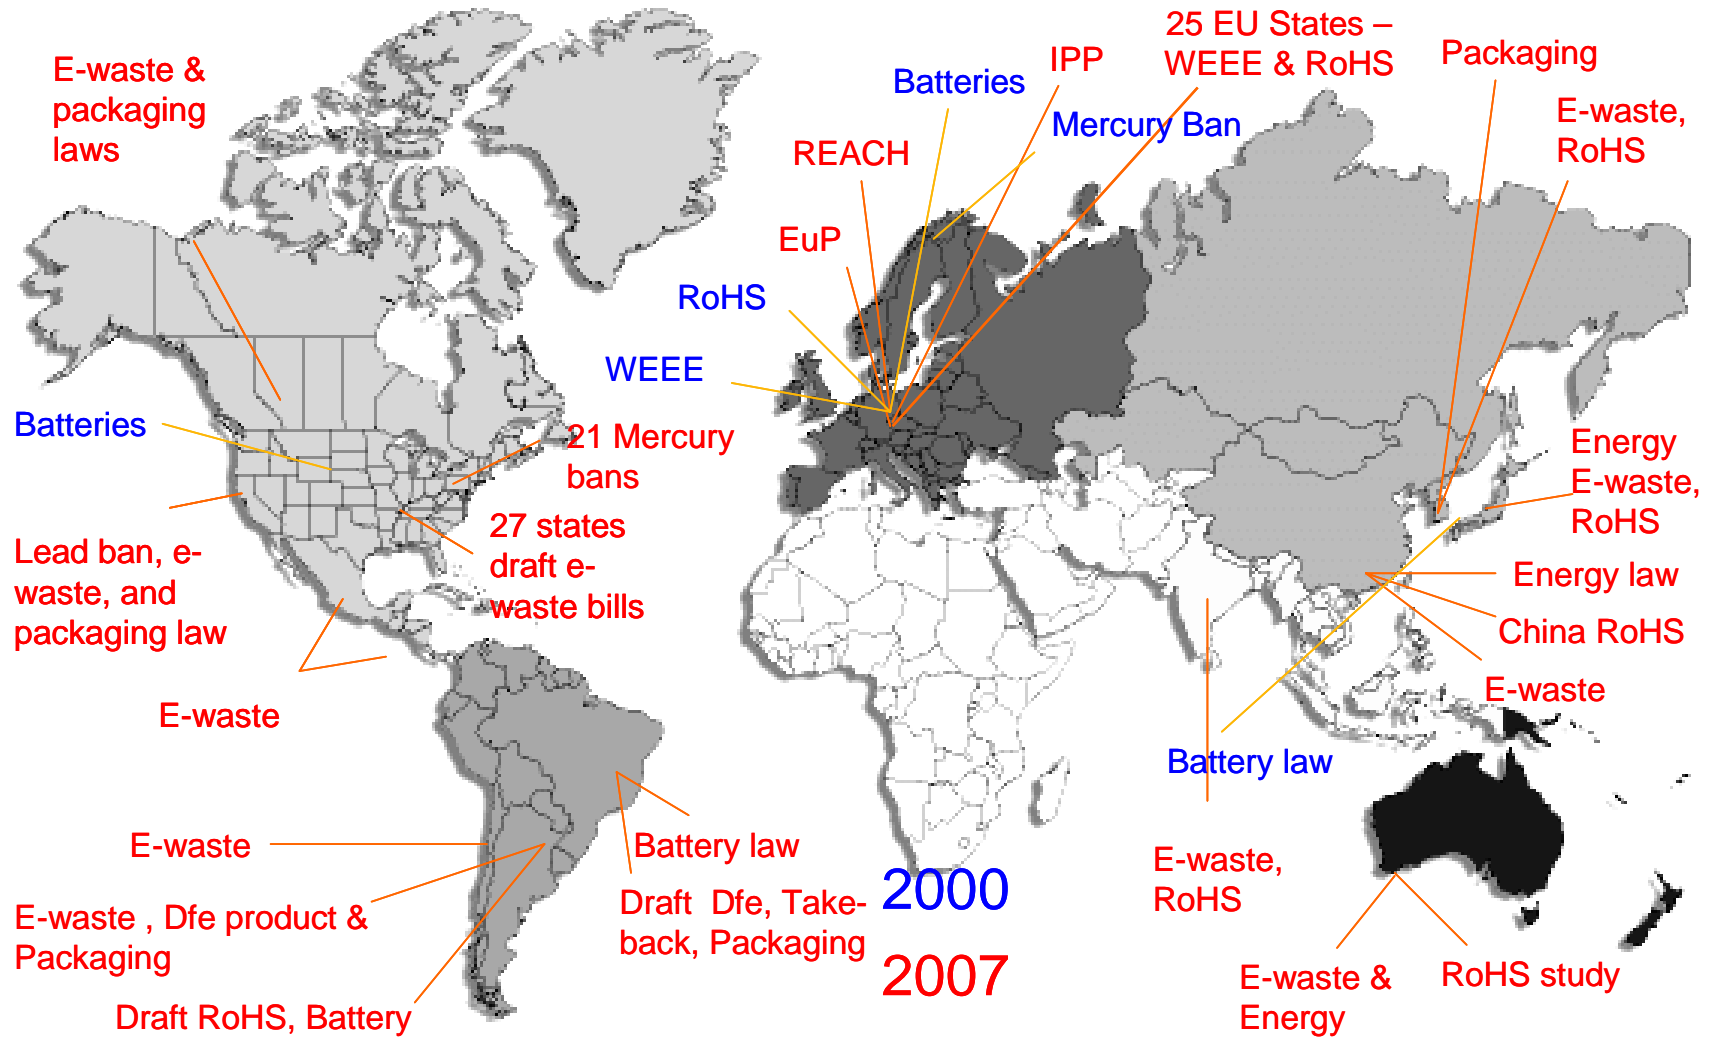 E-waste &
packaging
laws
Batteries
21 Mercury
bans
Lead ban, e-
waste, and
packaging law
27 states
draft e-
waste bills
E-waste
E-waste
E-waste , Dfe product &
Packaging
Draft RoHS, Battery
Battery law
Draft  Dfe, Take-
back, Packaging
2000
2007
25 EU States –
WEEE & RoHS
IPP
Batteries
Mercury Ban
REACH
EuP
RoHS
WEEE
Packaging
E-waste,
RoHS
Energy
E-waste,
RoHS
Energy law
China RoHS
E-waste
Battery law
E-waste,
RoHS
E-waste &
Energy
RoHS study